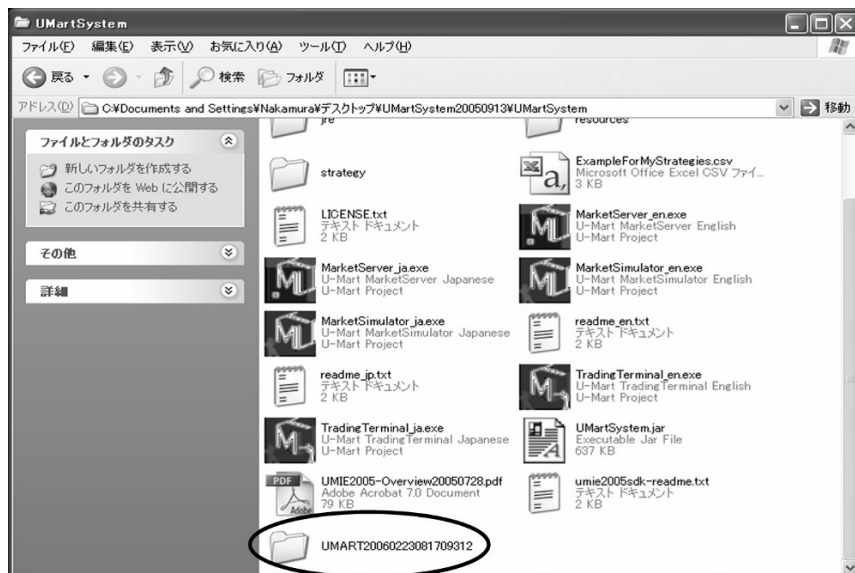 UMartSystem
ファイル(F) 編集(E) 表示(V) お気に入り(A) ツール(T) ヘルプ(H)
戻る 検索 フォルダ
アドレス(D) C:¥Documents and Settings¥Nakamura¥デスクトップ¥UMartSystem20050913¥UMartSystem 移動
ファイルとフォルダのタスク
新しいフォルダを作成する
このフォルダを Web に公開する
このフォルダを共有する
その他
詳細
jre
resources
strategy
ExampleForMyStrategies.csv
Microsoft Office Excel CSV ファイ...
3 KB
LICENSE.txt
テキスト ドキュメント
2 KB
MarketServer_en.exe
U-Mart MarketServer English
U-Mart Project
MarketServer_ja.exe
U-Mart MarketServer Japanese
U-Mart Project
MarketSimulator_en.exe
U-Mart MarketSimulator English
U-Mart Project
MarketSimulator_ja.exe
U-Mart MarketSimulator Japanese
U-Mart Project
readme_en.txt
テキスト ドキュメント
2 KB
readme_jp.txt
テキスト ドキュメント
2 KB
TradingTerminal_en.exe
U-Mart TradingTerminal English
U-Mart Project
TradingTerminal_ja.exe
U-Mart TradingTerminal Japanese
U-Mart Project
UMartSystem.jar
Executable Jar File
637 KB
PDF
Adobe
UMIE2005-Overview20050728.pdf
Adobe Acrobat 7.0 Document
79 KB
umie2005sdk-readme.txt
テキスト ドキュメント
2 KB
UMART20060223081709312